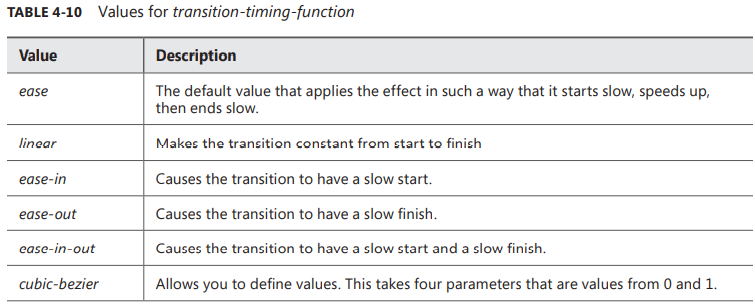 TABLE 4-10 Values for transition-timing-function
Value Description
ease The default value that applies the effect in such a way that it starts slow, speeds up,
then ends slow.
linear Makes the transition constant from start to finish
ease-in Causes the transition to have a slow start.
ease-out Causes the transition to have a slow finish.
ease-in-out Causes the transition to have a slow start and a slow finish.
cubic-bezier Allows you to define values. This takes four parameters that are values from 0 and 1.